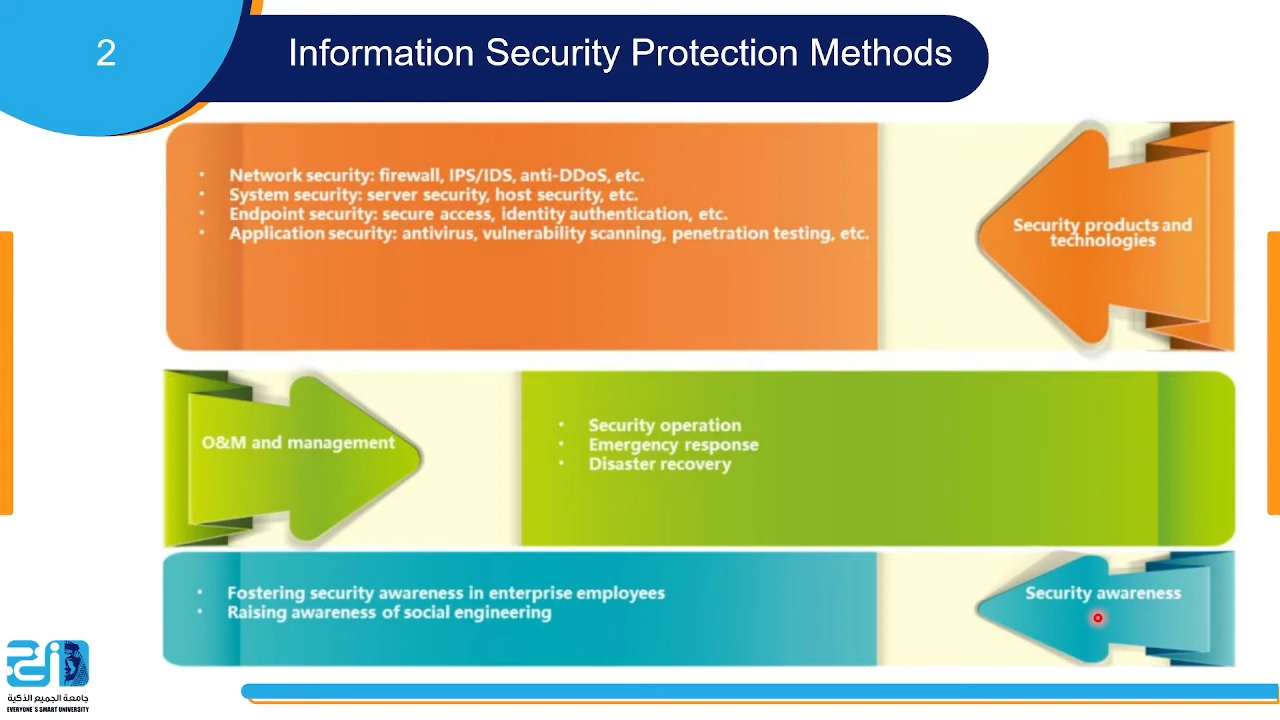 2
Information Security Protection Methods
• Network security: firewall, IPS/IDS, anti-DDoS, etc.
• System security: server security, host security, etc.
• Endpoint security: secure access, identity authentication, etc.
• Application security: antivirus, vulnerability scanning, penetration testing, etc.
Security products and
technologies
O&M and management
• Security operation
• Emergency response
• Disaster recovery
• Fostering security awareness in enterprise employees
• Raising awareness of social engineering
Security awareness
جامعة الجميع الذكية
EVERYONE'S SMART UNIVERSITY